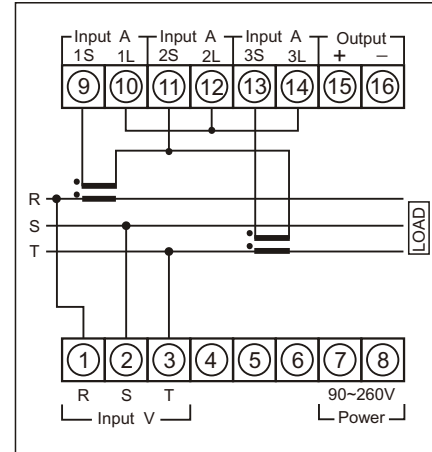 Input A Input A Input A Output
1S 1L 2S 2L 3S 3L + −
9 10 11 12 13 14 15 16
R
S
T
LOAD
1 2 3 4 5 6 7 8
R S T 90~260V
Input V Power